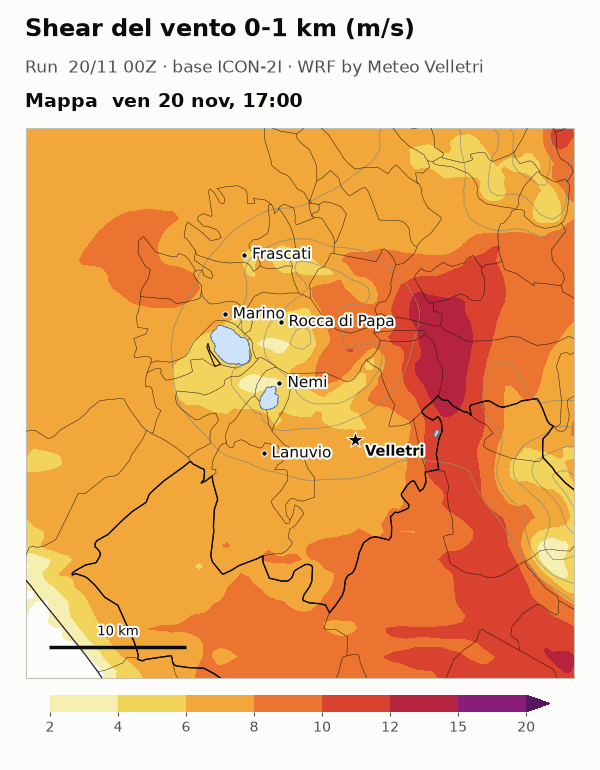 Shear del vento 0-1 km (m/s)
Run  20/11 00Z · base ICON-2I · WRF by Meteo Velletri
Mappa  ven 20 nov, 17:00
Frascati
Marino
Rocca di Papa
Nemi
Velletri
Lanuvio
10 km
2 4 6 8 10 12 15 20